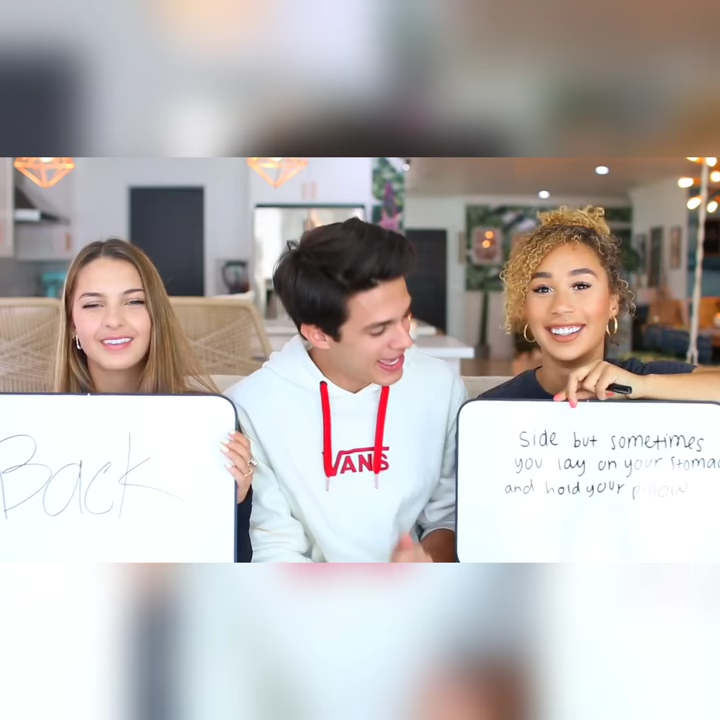 Back
VANS
Side but sometimes
you lay on your stomac
and hold your pillow